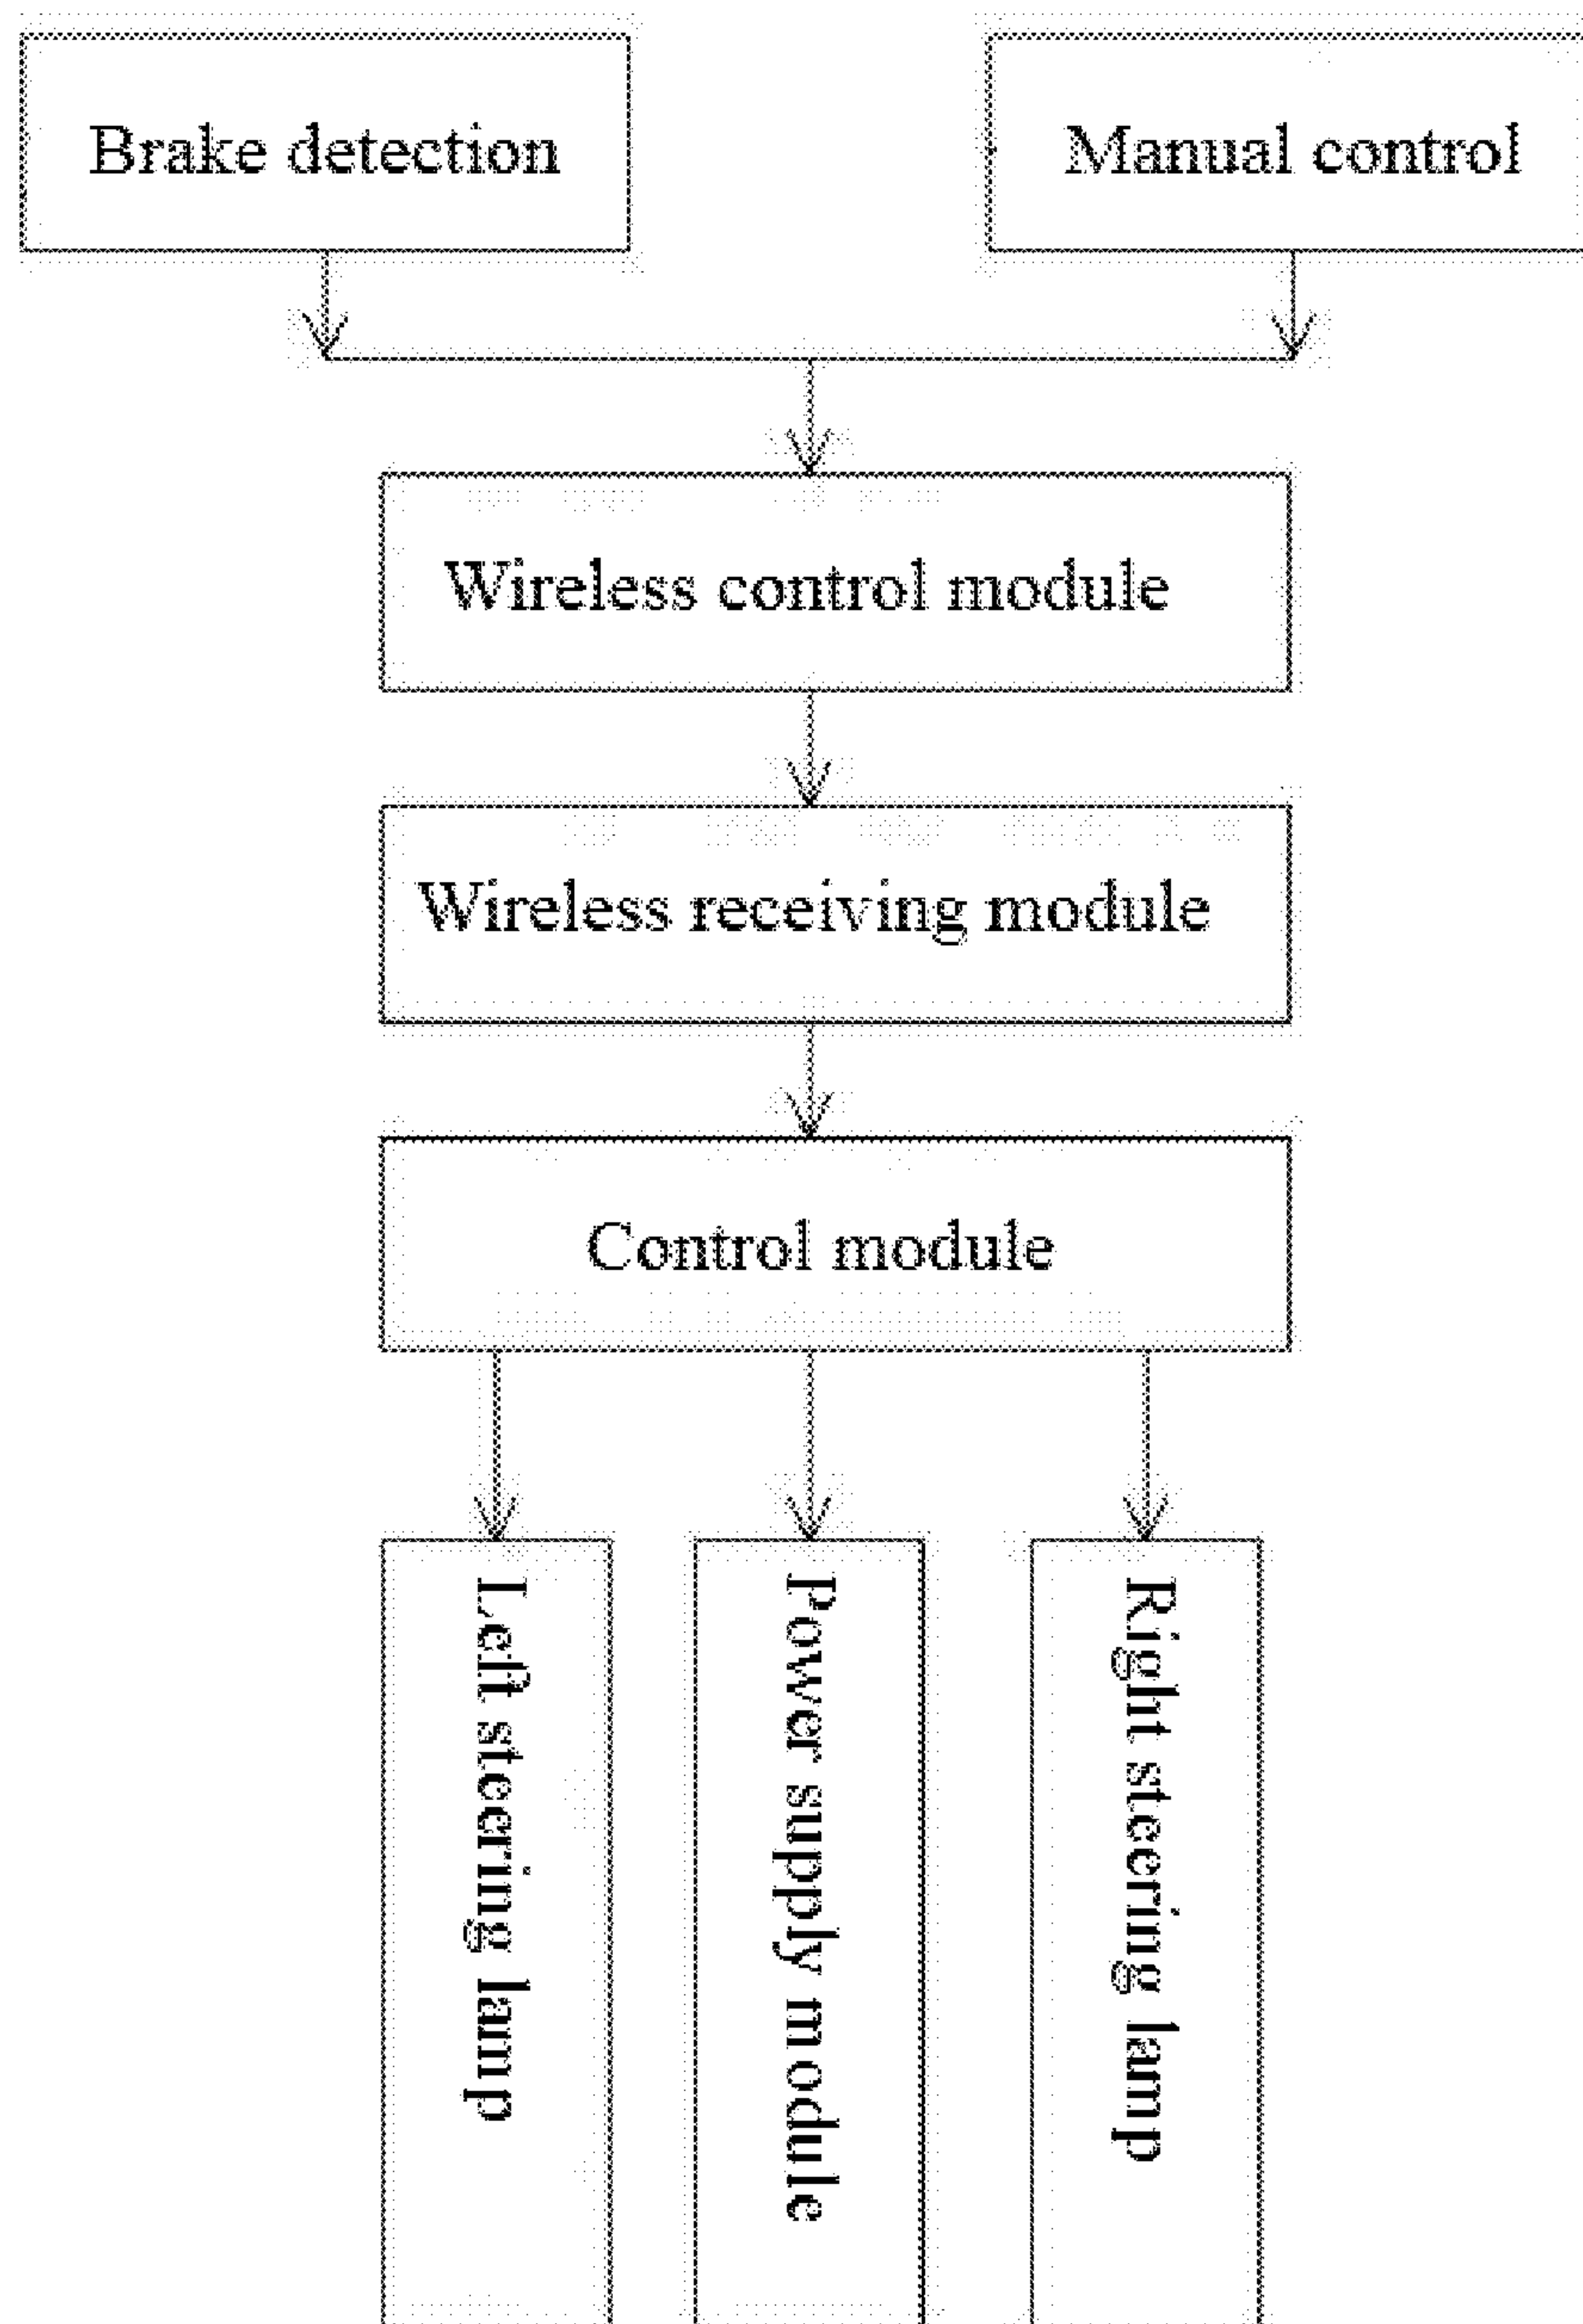 Brake detection
Manual control
Wireless control module
Wireless receiving module
Control module
Left steering lamp
Power supply module
Right steering lamp